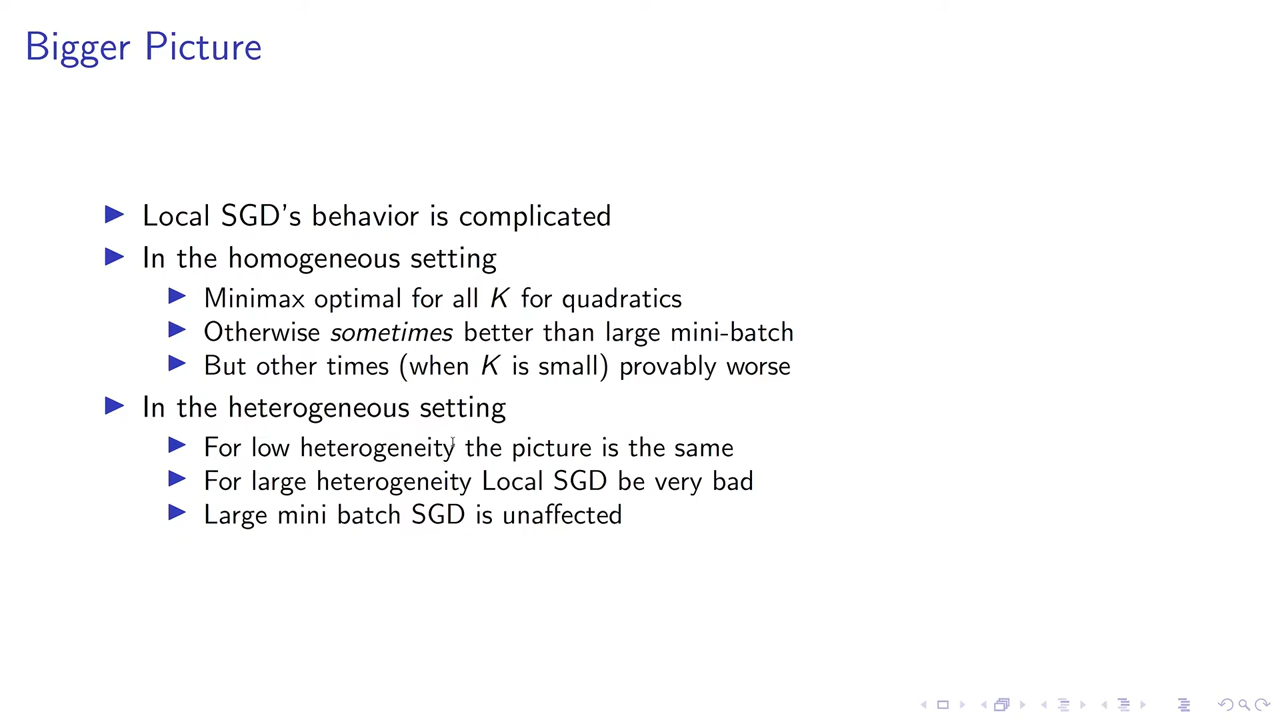 Bigger Picture
Local SGD's behavior is complicated
In the homogeneous setting
Minimax optimal for all K for quadratics
Otherwise sometimes better than large mini-batch
But other times (when K is small) provably worse
In the heterogeneous setting
For low heterogeneity the picture is the same
For large heterogeneity Local SGD be very bad
Large mini batch SGD is unaffected